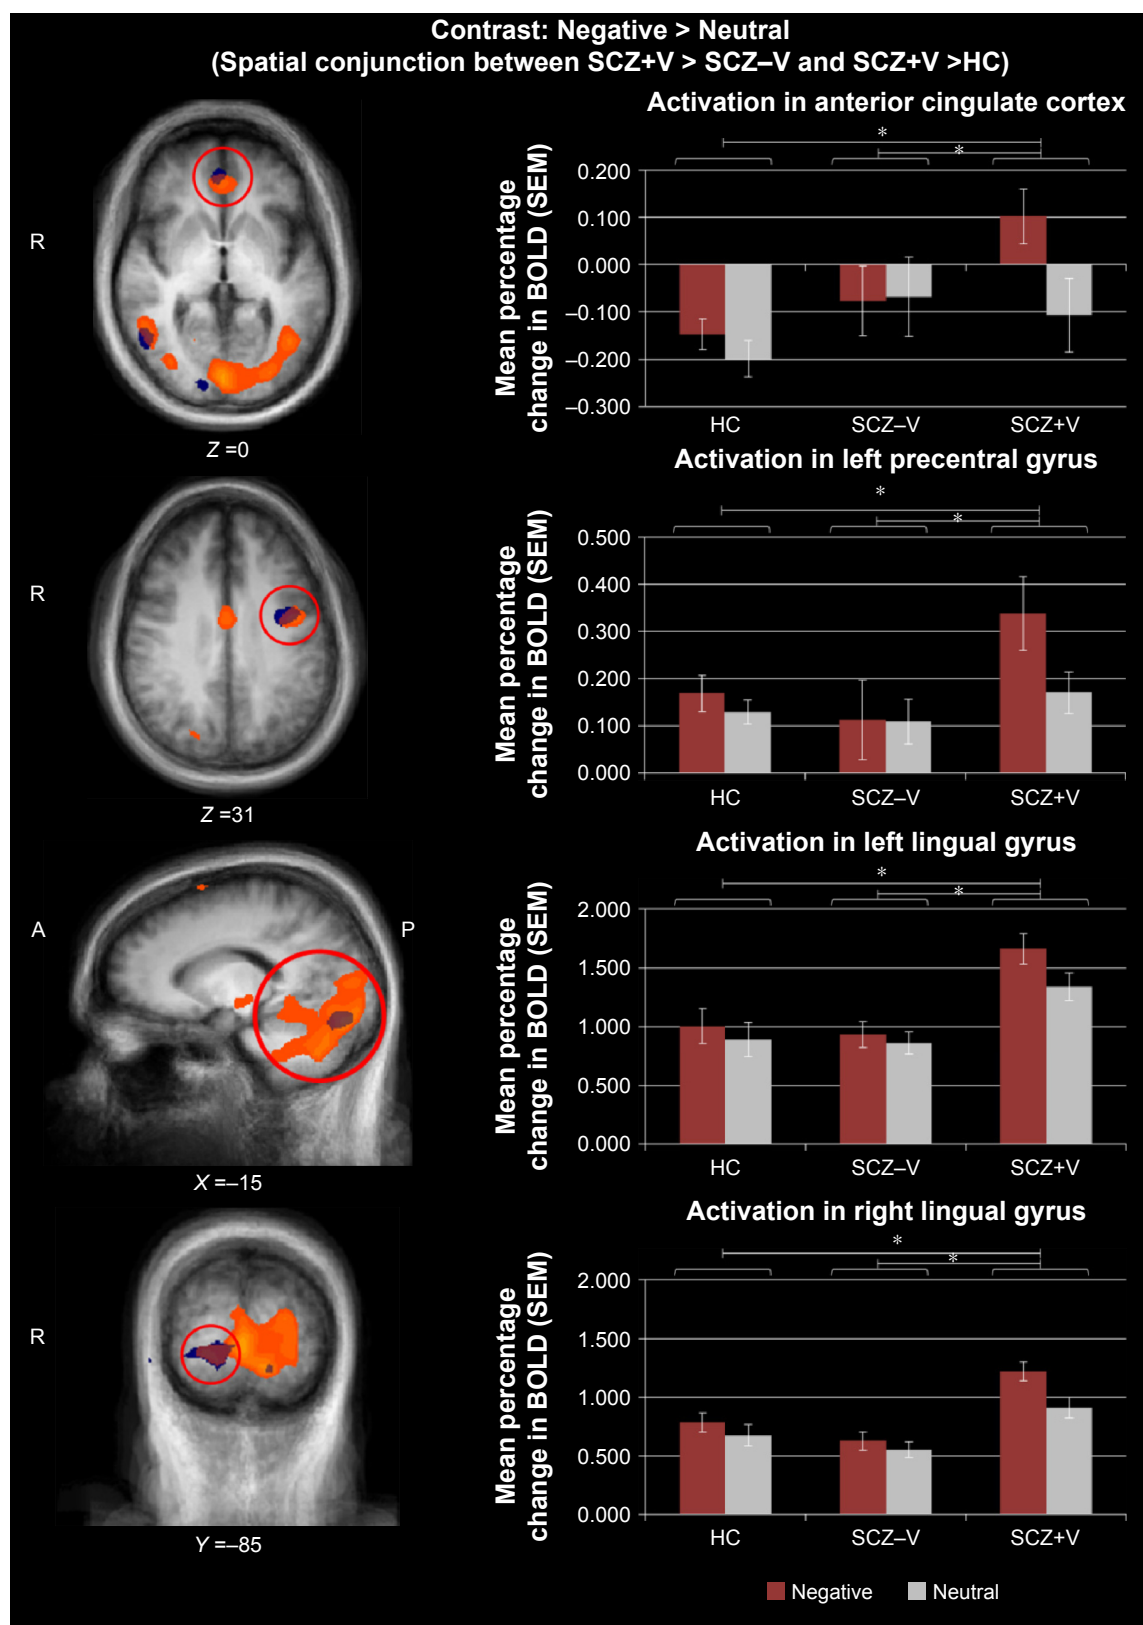 Contrast: Negative > Neutral
(Spatial conjunction between SCZ+V > SCZ–V and SCZ+V >HC)
R
Z =0
Activation in anterior cingulate cortex
Mean percentage
change in BOLD (SEM)
* *
0.200
0.100
0.000
–0.100
–0.200
–0.300
HC SCZ–V SCZ+V
R
Z =31
Activation in left precentral gyrus
Mean percentage
change in BOLD (SEM)
* *
0.500
0.400
0.300
0.200
0.100
0.000
HC SCZ–V SCZ+V
A P
X =–15
Activation in left lingual gyrus
Mean percentage
change in BOLD (SEM)
* *
2.000
1.500
1.000
0.500
0.000
HC SCZ–V SCZ+V
R
Y =–85
Activation in right lingual gyrus
Mean percentage
change in BOLD (SEM)
* *
2.000
1.500
1.000
0.500
0.000
HC SCZ–V SCZ+V
Negative Neutral